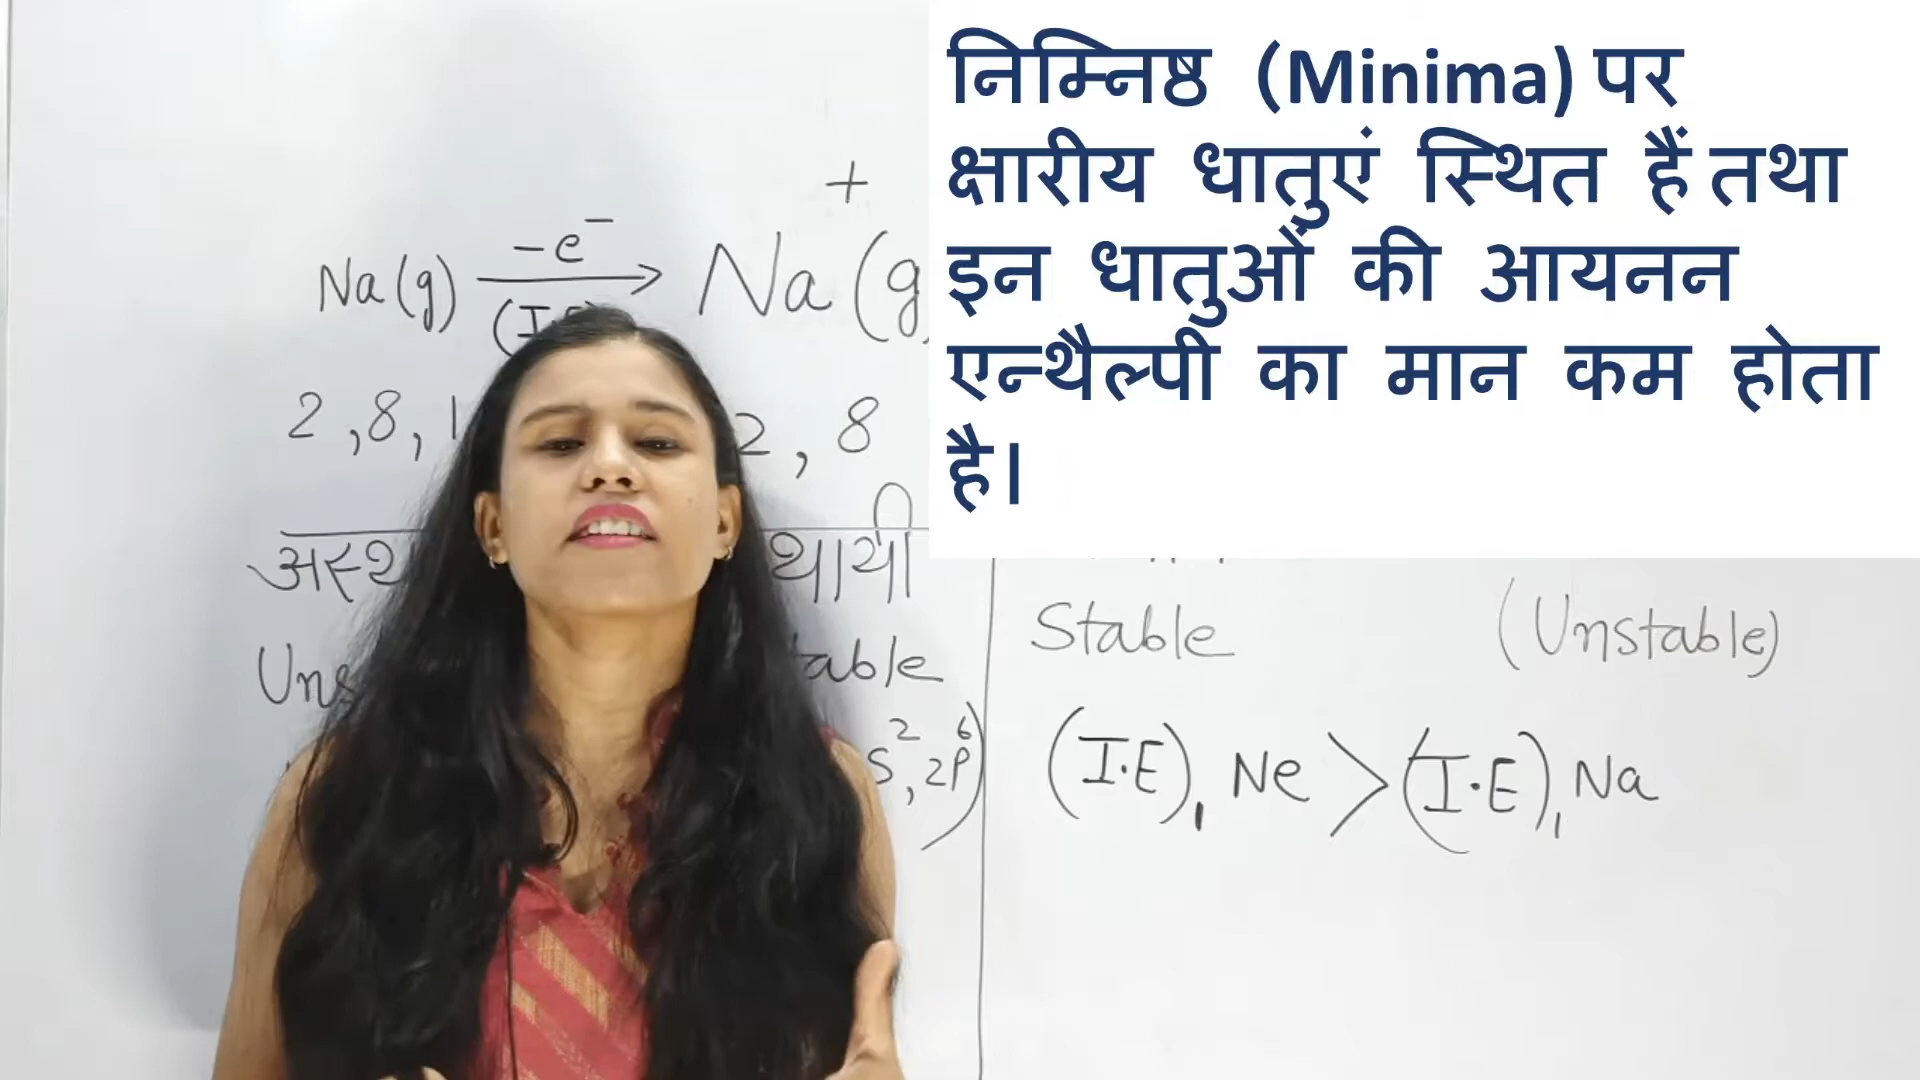 निम्निष्ठ (Minima) पर
क्षारीय धातुएं स्थित हैं तथा
इन धातुओं की आयनन
एन्थैल्पी का मान कम होता
है।
+
Na(g) -e⁻ → Na (g
2,8,1 2, 8
Stable (Unstable)
(I.E)₁ Ne > (I.E)₁ Na